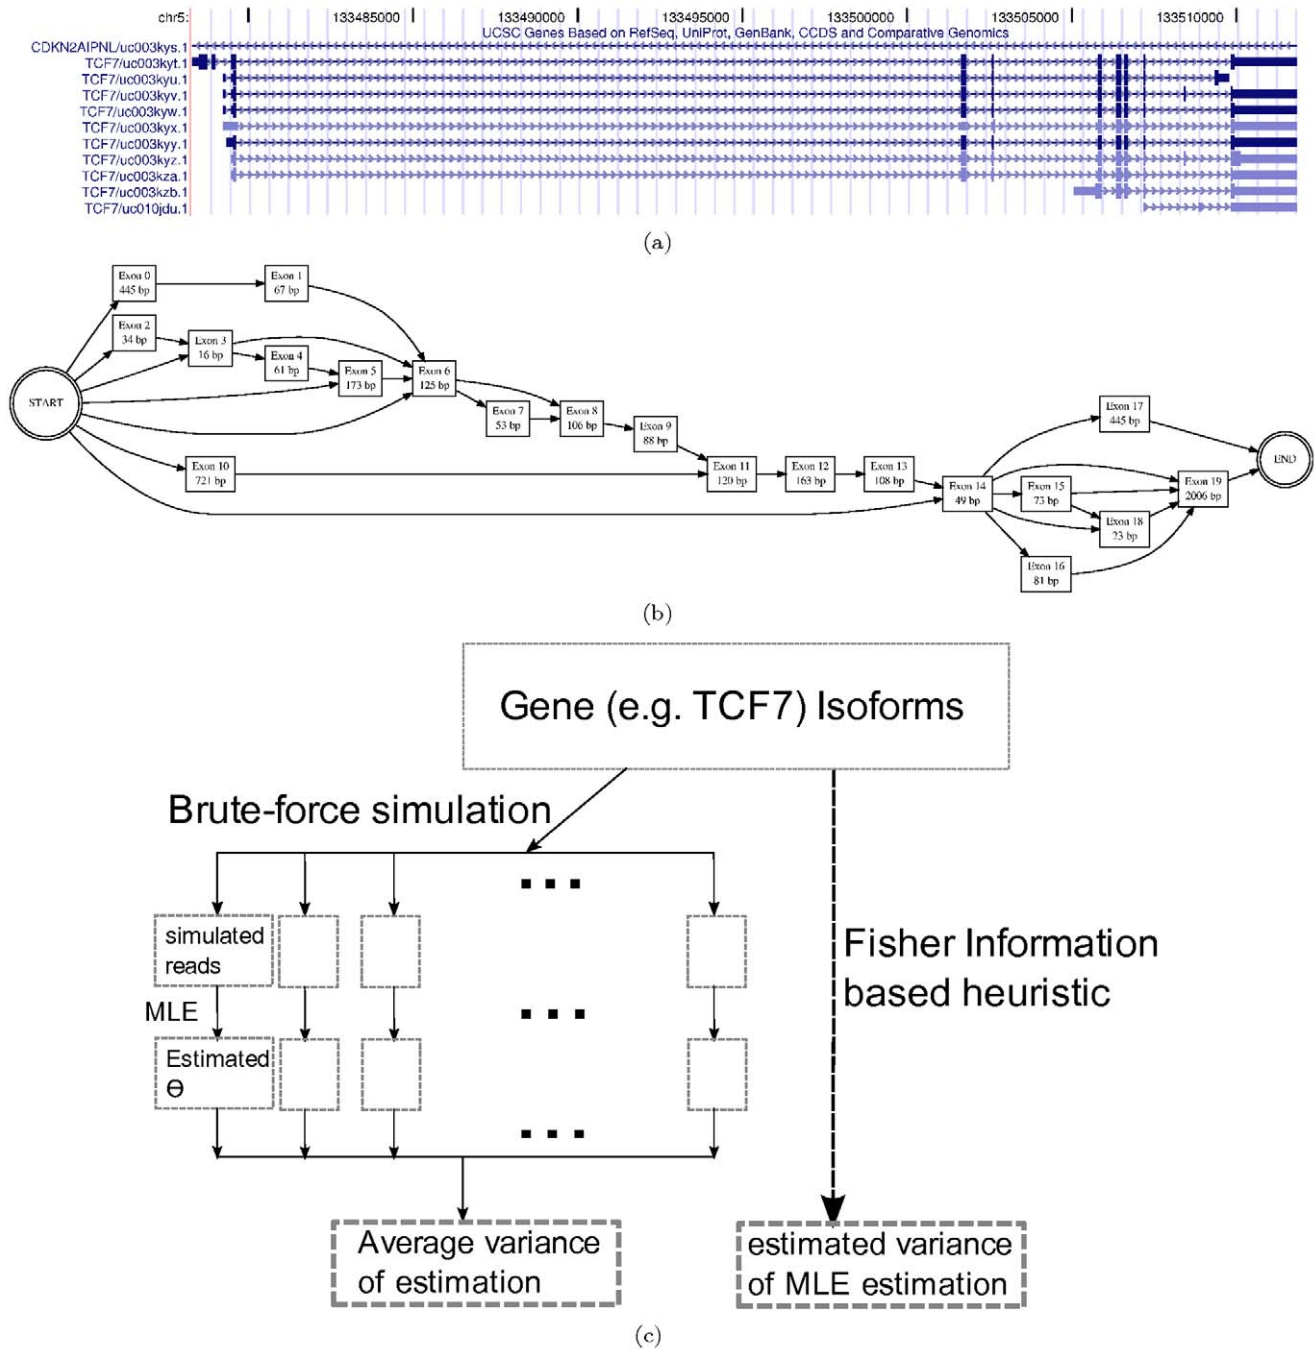 chr5: 133485000 133490000 133495000 133500000 133505000 133510000
UCSC Genes Based on RefSeq, UniProt, GenBank, CCDS and Comparative Genomics
CDKN2AIPNL/uc003kys.1
TCF7/uc003kyt.1
TCF7/uc003kyu.1
TCF7/uc003kyv.1
TCF7/uc003kyw.1
TCF7/uc003kyx.1
TCF7/uc003kyy.1
TCF7/uc003kyz.1
TCF7/uc003kza.1
TCF7/uc003kzb.1
TCF7/uc010jdu.1
(a)
START
Exon 0
445 bp
Exon 1
67 bp
Exon 2
34 bp
Exon 3
16 bp
Exon 4
61 bp
Exon 5
173 bp
Exon 6
125 bp
Exon 7
53 bp
Exon 8
106 bp
Exon 9
88 bp
Exon 10
721 bp
Exon 11
120 bp
Exon 12
163 bp
Exon 13
108 bp
Exon 14
49 bp
Exon 15
73 bp
Exon 16
81 bp
Exon 17
445 bp
Exon 18
23 bp
Exon 19
2006 bp
END
(b)
Gene (e.g. TCF7) Isoforms
Brute-force simulation
...
simulated
reads
MLE
...
Estimated
Θ
...
Fisher Information
based heuristic
Average variance
of estimation
estimated variance
of MLE estimation
(c)